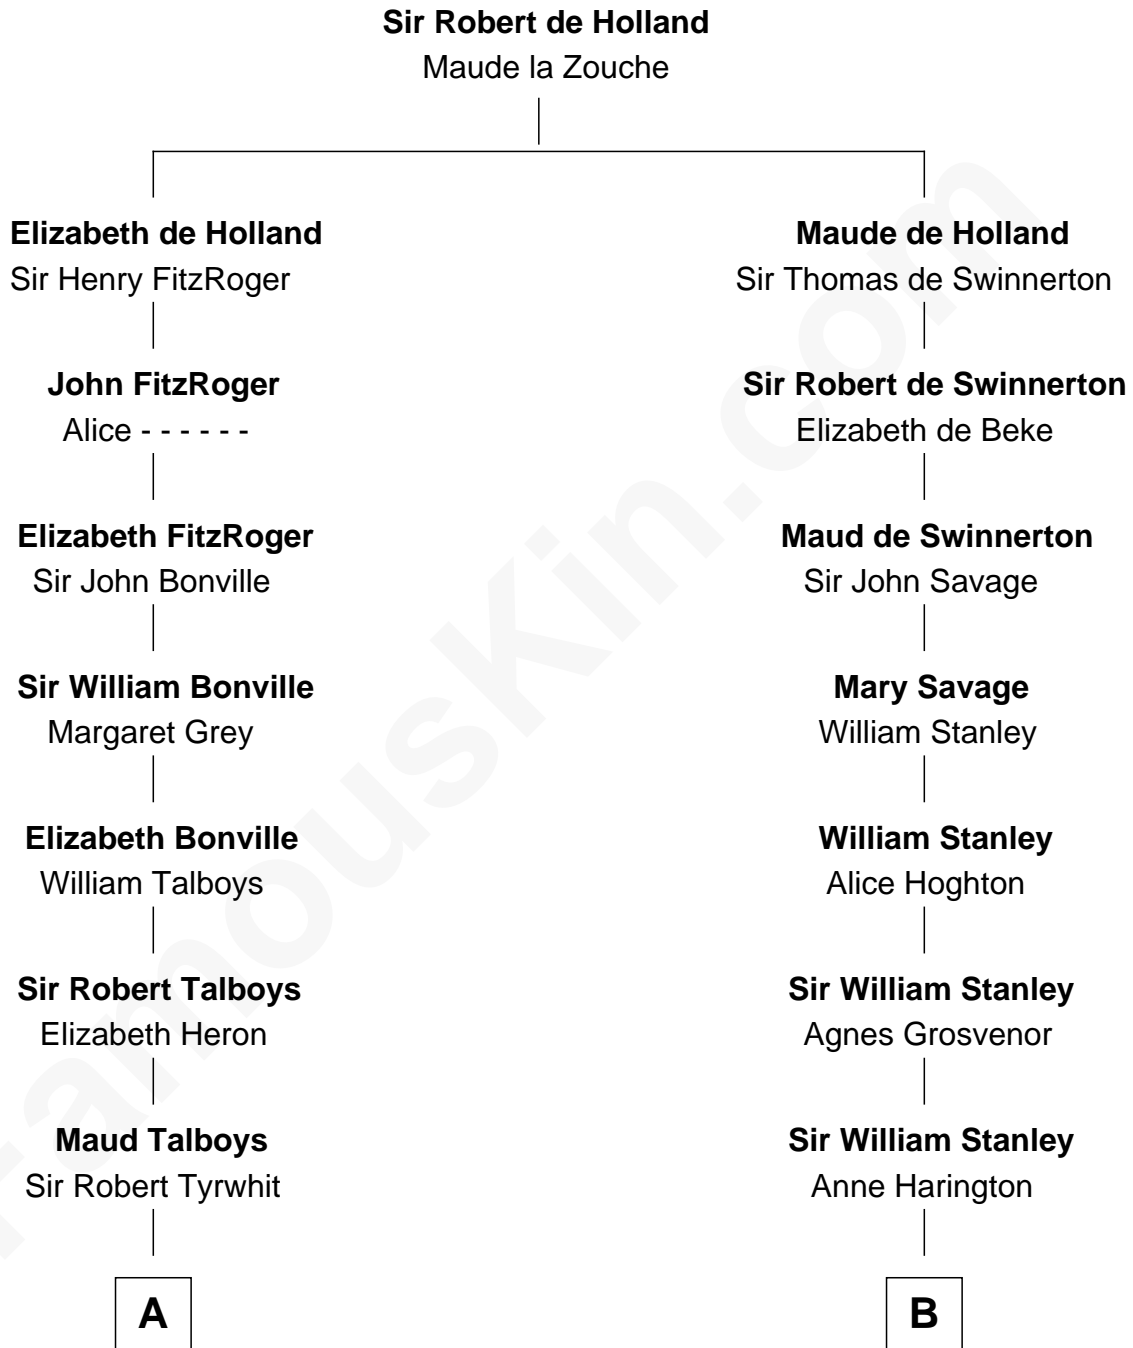 Sir Robert de Holland
Maude la Zouche
Elizabeth de Holland
Sir Henry FitzRoger
Maude de Holland
Sir Thomas de Swinnerton
John FitzRoger
Alice - - - - - -
Sir Robert de Swinnerton
Elizabeth de Beke
Elizabeth FitzRoger
Sir John Bonville
Maud de Swinnerton
Sir John Savage
Sir William Bonville
Margaret Grey
Mary Savage
William Stanley
Elizabeth Bonville
William Talboys
William Stanley
Alice Hoghton
Sir Robert Talboys
Elizabeth Heron
Sir William Stanley
Agnes Grosvenor
Maud Talboys
Sir Robert Tyrwhit
Sir William Stanley
Anne Harington
A
B
FamousKin.com